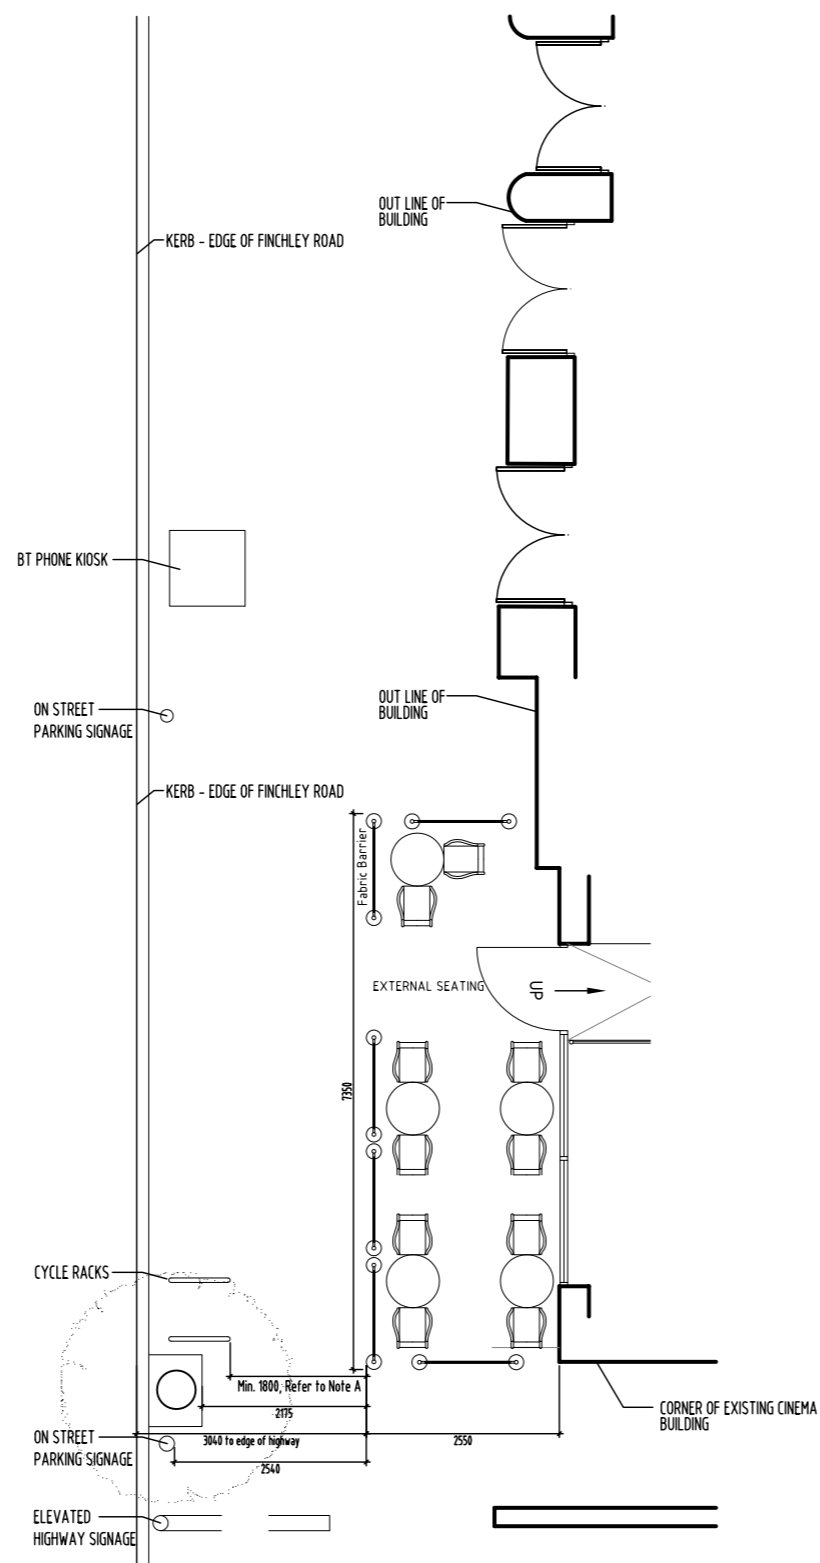 OUT LINE OF
BUILDING
KERB - EDGE OF FINCHLEY ROAD
BT PHONE KIOSK
OUT LINE OF
BUILDING
ON STREET
PARKING SIGNAGE
KERB - EDGE OF FINCHLEY ROAD
Fabric Barrier
EXTERNAL SEATING
UP
7350
CYCLE RACKS
Min. 1800, Refer to Note A
2175
CORNER OF EXISTING CINEMA
BUILDING
ON STREET
PARKING SIGNAGE
3040 to edge of highway
2550
2540
ELEVATED
HIGHWAY SIGNAGE